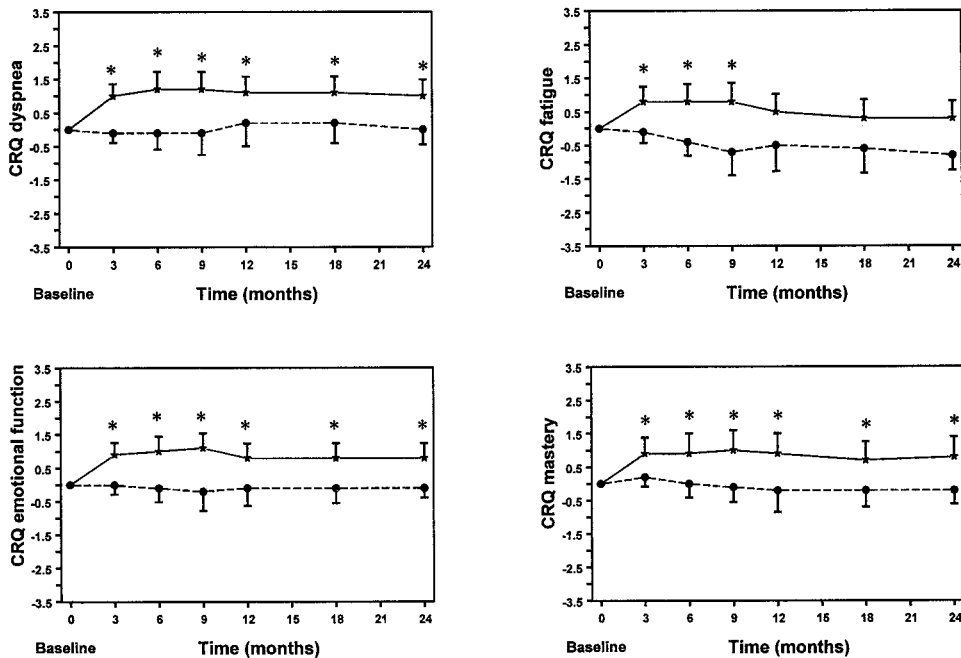 CRQ dyspnea
3.5
2.5
1.5
0.5
-0.5
-1.5
-2.5
-3.5
* * * * * *
0 3 6 9 12 15 18 21 24
Baseline Time (months)
CRQ fatigue
3.5
2.5
1.5
0.5
-0.5
-1.5
-2.5
-3.5
* * *
0 3 6 9 12 15 18 21 24
Baseline Time (months)
CRQ emotional function
3.5
2.5
1.5
0.5
-0.5
-1.5
-2.5
-3.5
* * * * * *
0 3 6 9 12 15 18 21 24
Baseline Time (months)
CRQ mastery
3.5
2.5
1.5
0.5
-0.5
-1.5
-2.5
-3.5
* * * * * *
0 3 6 9 12 15 18 21 24
Baseline Time (months)